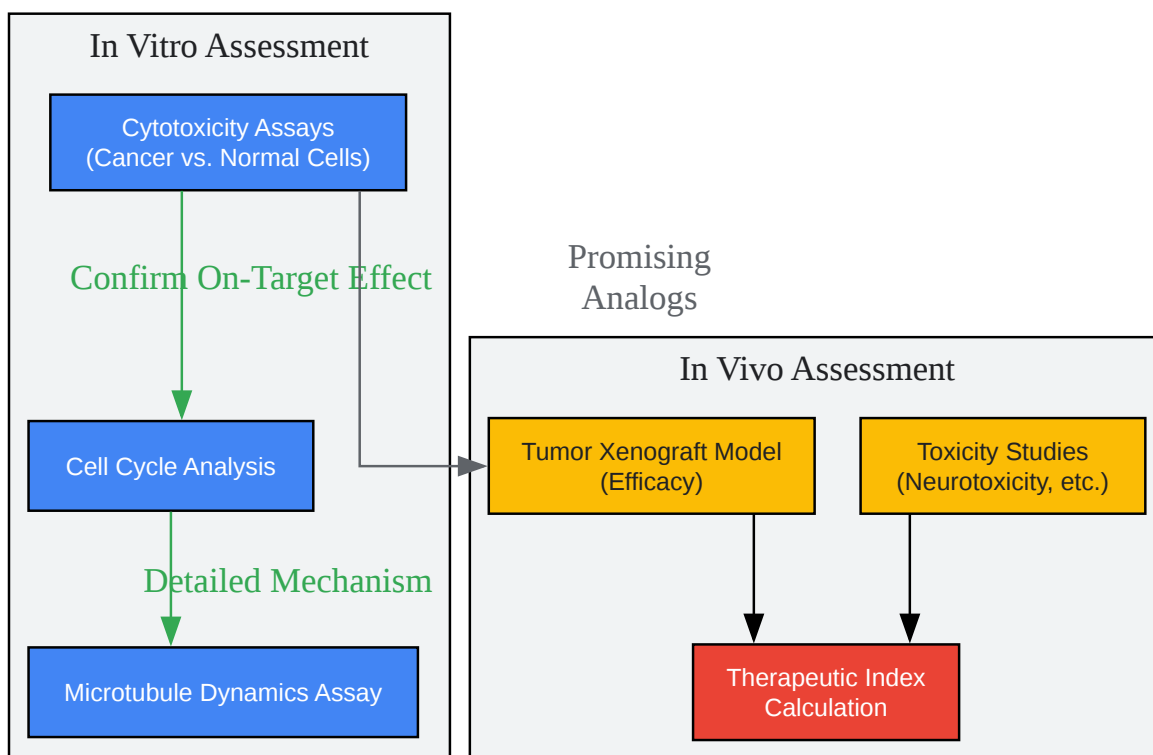 In Vitro Assessment
Cytotoxicity Assays
(Cancer vs. Normal Cells)
Confirm On-Target Effect
Cell Cycle Analysis
Detailed Mechanism
Microtubule Dynamics Assay
Promising
Analogs
In Vivo Assessment
Tumor Xenograft Model
(Efficacy)
Toxicity Studies
(Neurotoxicity, etc.)
Therapeutic Index
Calculation